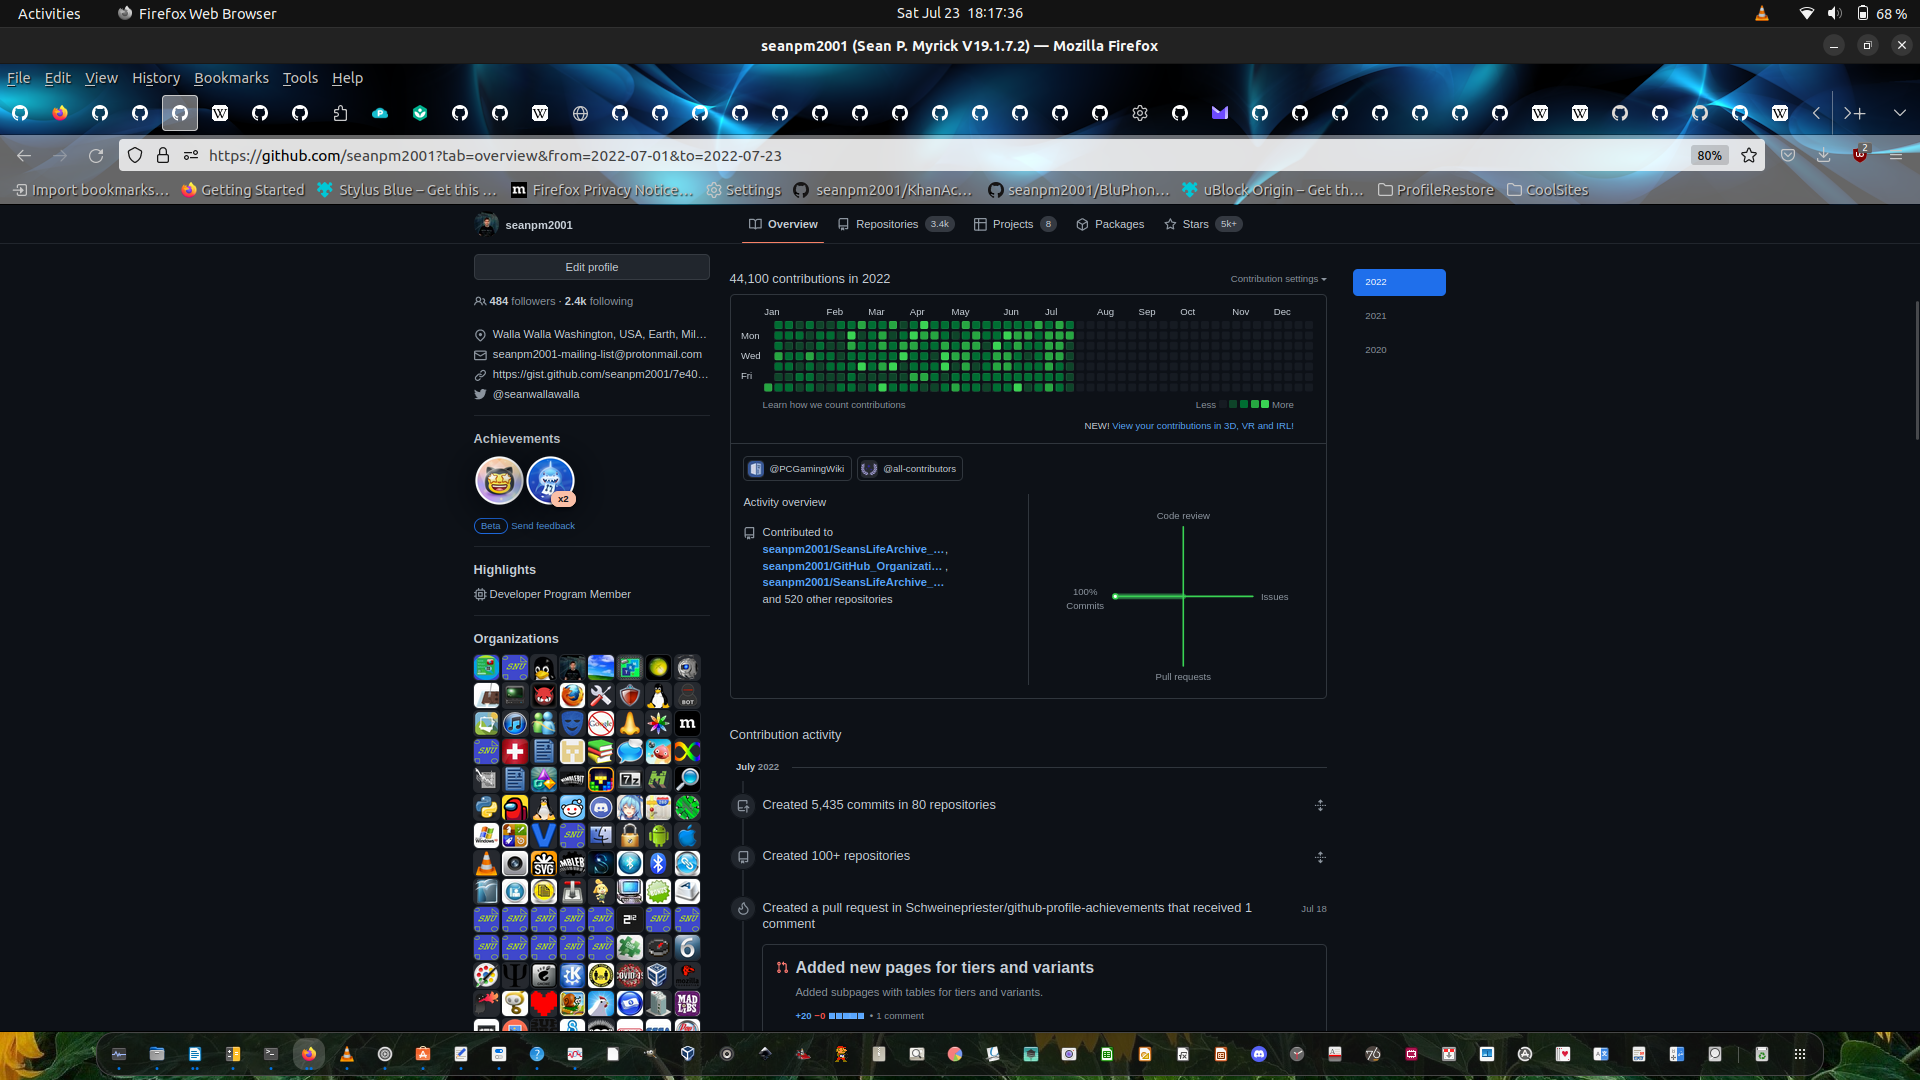 Activities
Firefox Web Browser
Sat Jul 23 18:17:36
68 %
seanpm2001 (Sean P. Myrick V19.1.7.2) — Mozilla Firefox
File Edit View History Bookmarks Tools Help
https://github.com/seanpm2001?tab=overview&from=2022-07-01&to=2022-07-23
80%
2
Import bookmarks…
Getting Started
Stylus Blue – Get this …
Firefox Privacy Notice…
Settings
seanpm2001/KhanAc…
seanpm2001/BluPhon…
uBlock Origin – Get th…
ProfileRestore
CoolSites
seanpm2001
Overview
Repositories 3.4k
Projects 8
Packages
Stars 5k+
Edit profile
484 followers · 2.4k following
Walla Walla Washington, USA, Earth, Mil…
seanpm2001-mailing-list@protonmail.com
https://gist.github.com/seanpm2001/7e40…
@seanwallawalla
Achievements
x2
Beta Send feedback
Highlights
Developer Program Member
Organizations
44,100 contributions in 2022
Contribution settings
2022
2021
2020
Jan Feb Mar Apr May Jun Jul Aug Sep Oct Nov Dec
Mon
Wed
Fri
Learn how we count contributions
Less More
NEW! View your contributions in 3D, VR and IRL!
@PCGamingWiki
@all-contributors
Activity overview
Contributed to
seanpm2001/SeansLifeArchive_…,
seanpm2001/GitHub_Organizati… ,
seanpm2001/SeansLifeArchive_…
and 520 other repositories
Code review
100%
Commits
Issues
Pull requests
Contribution activity
July 2022
Created 5,435 commits in 80 repositories
Created 100+ repositories
Created a pull request in Schweinepriester/github-profile-achievements that received 1
comment
Jul 18
Added new pages for tiers and variants
Added subpages with tables for tiers and variants.
+20 −0 • 1 comment